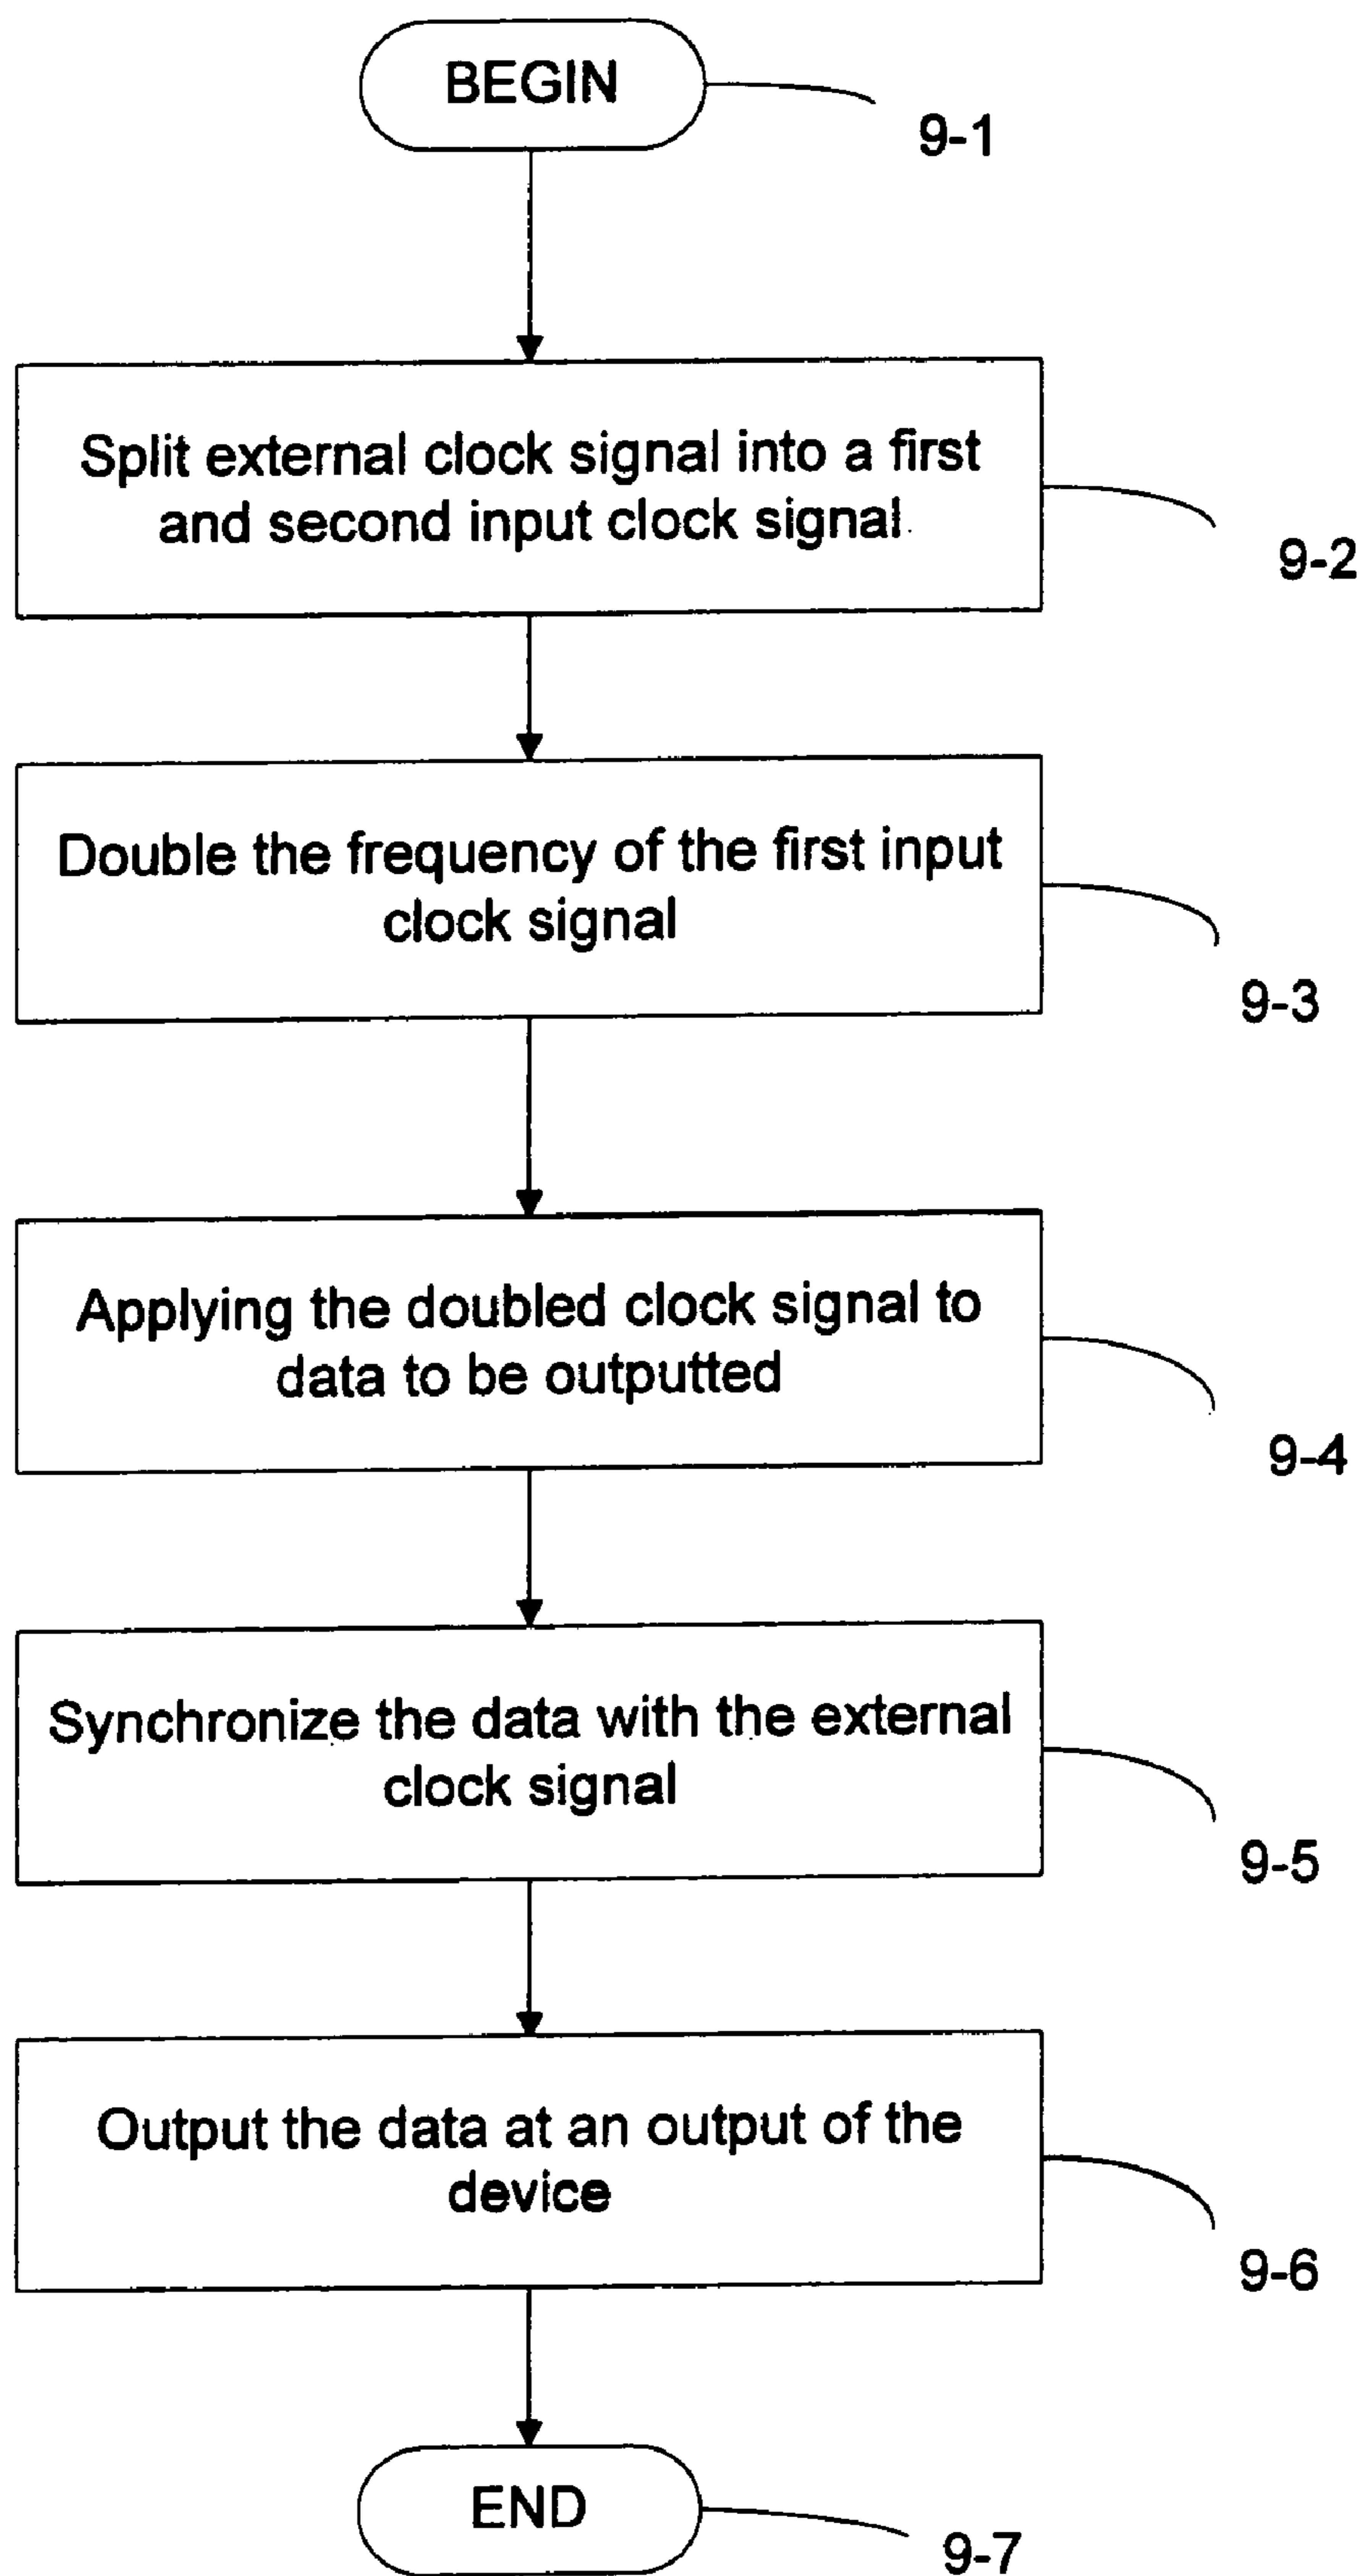 BEGIN
9-1
Split external clock signal into a first
and second input clock signal
9-2
Double the frequency of the first input
clock signal
9-3
Applying the doubled clock signal to
data to be outputted
9-4
Synchronize the data with the external
clock signal
9-5
Output the data at an output of the
device
9-6
END
9-7